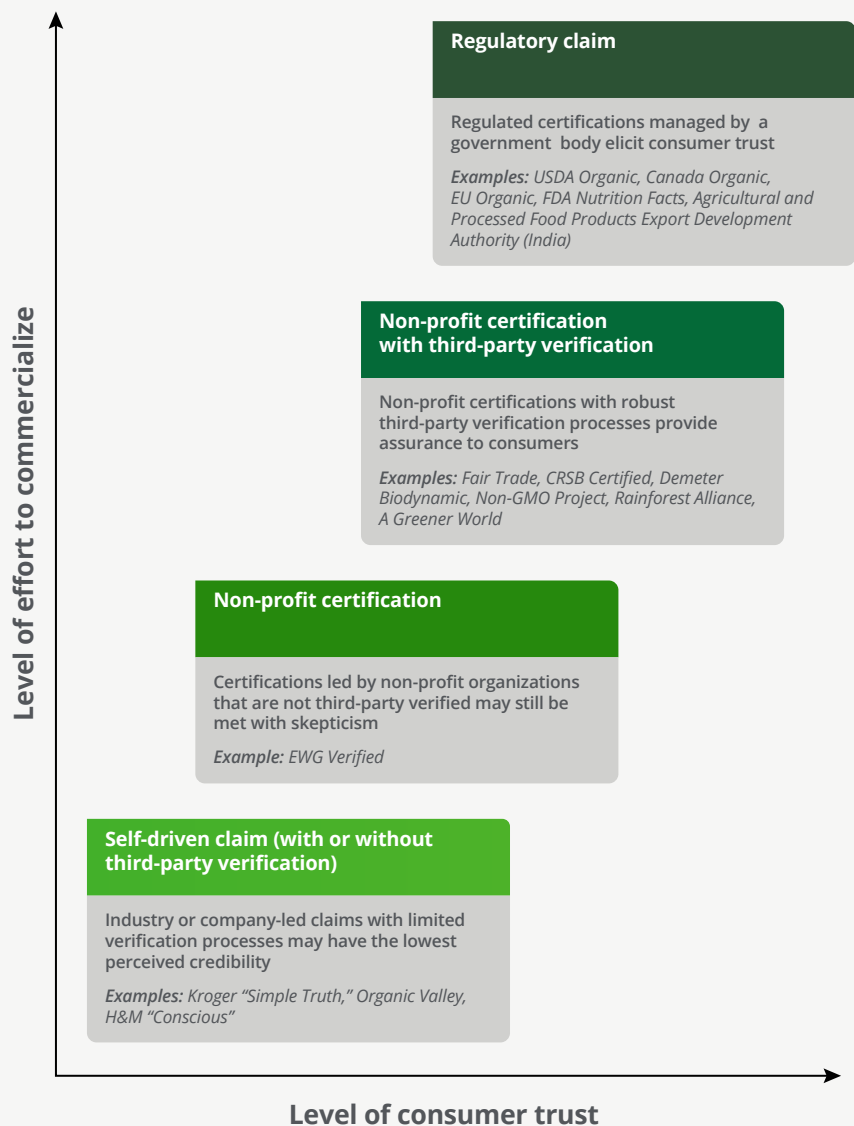 Level of effort to commercialize
Regulatory claim
Regulated certifications managed by a
government body elicit consumer trust
Examples: USDA Organic, Canada Organic,
EU Organic, FDA Nutrition Facts, Agricultural and
Processed Food Products Export Development
Authority (India)
Non-profit certification
with third-party verification
Non-profit certifications with robust
third-party verification processes provide
assurance to consumers
Examples: Fair Trade, CRSB Certified, Demeter
Biodynamic, Non-GMO Project, Rainforest Alliance,
A Greener World
Non-profit certification
Certifications led by non-profit organizations
that are not third-party verified may still be
met with skepticism
Example: EWG Verified
Self-driven claim (with or without
third-party verification)
Industry or company-led claims with limited
verification processes may have the lowest
perceived credibility
Examples: Kroger “Simple Truth,” Organic Valley,
H&M “Conscious”
Level of consumer trust